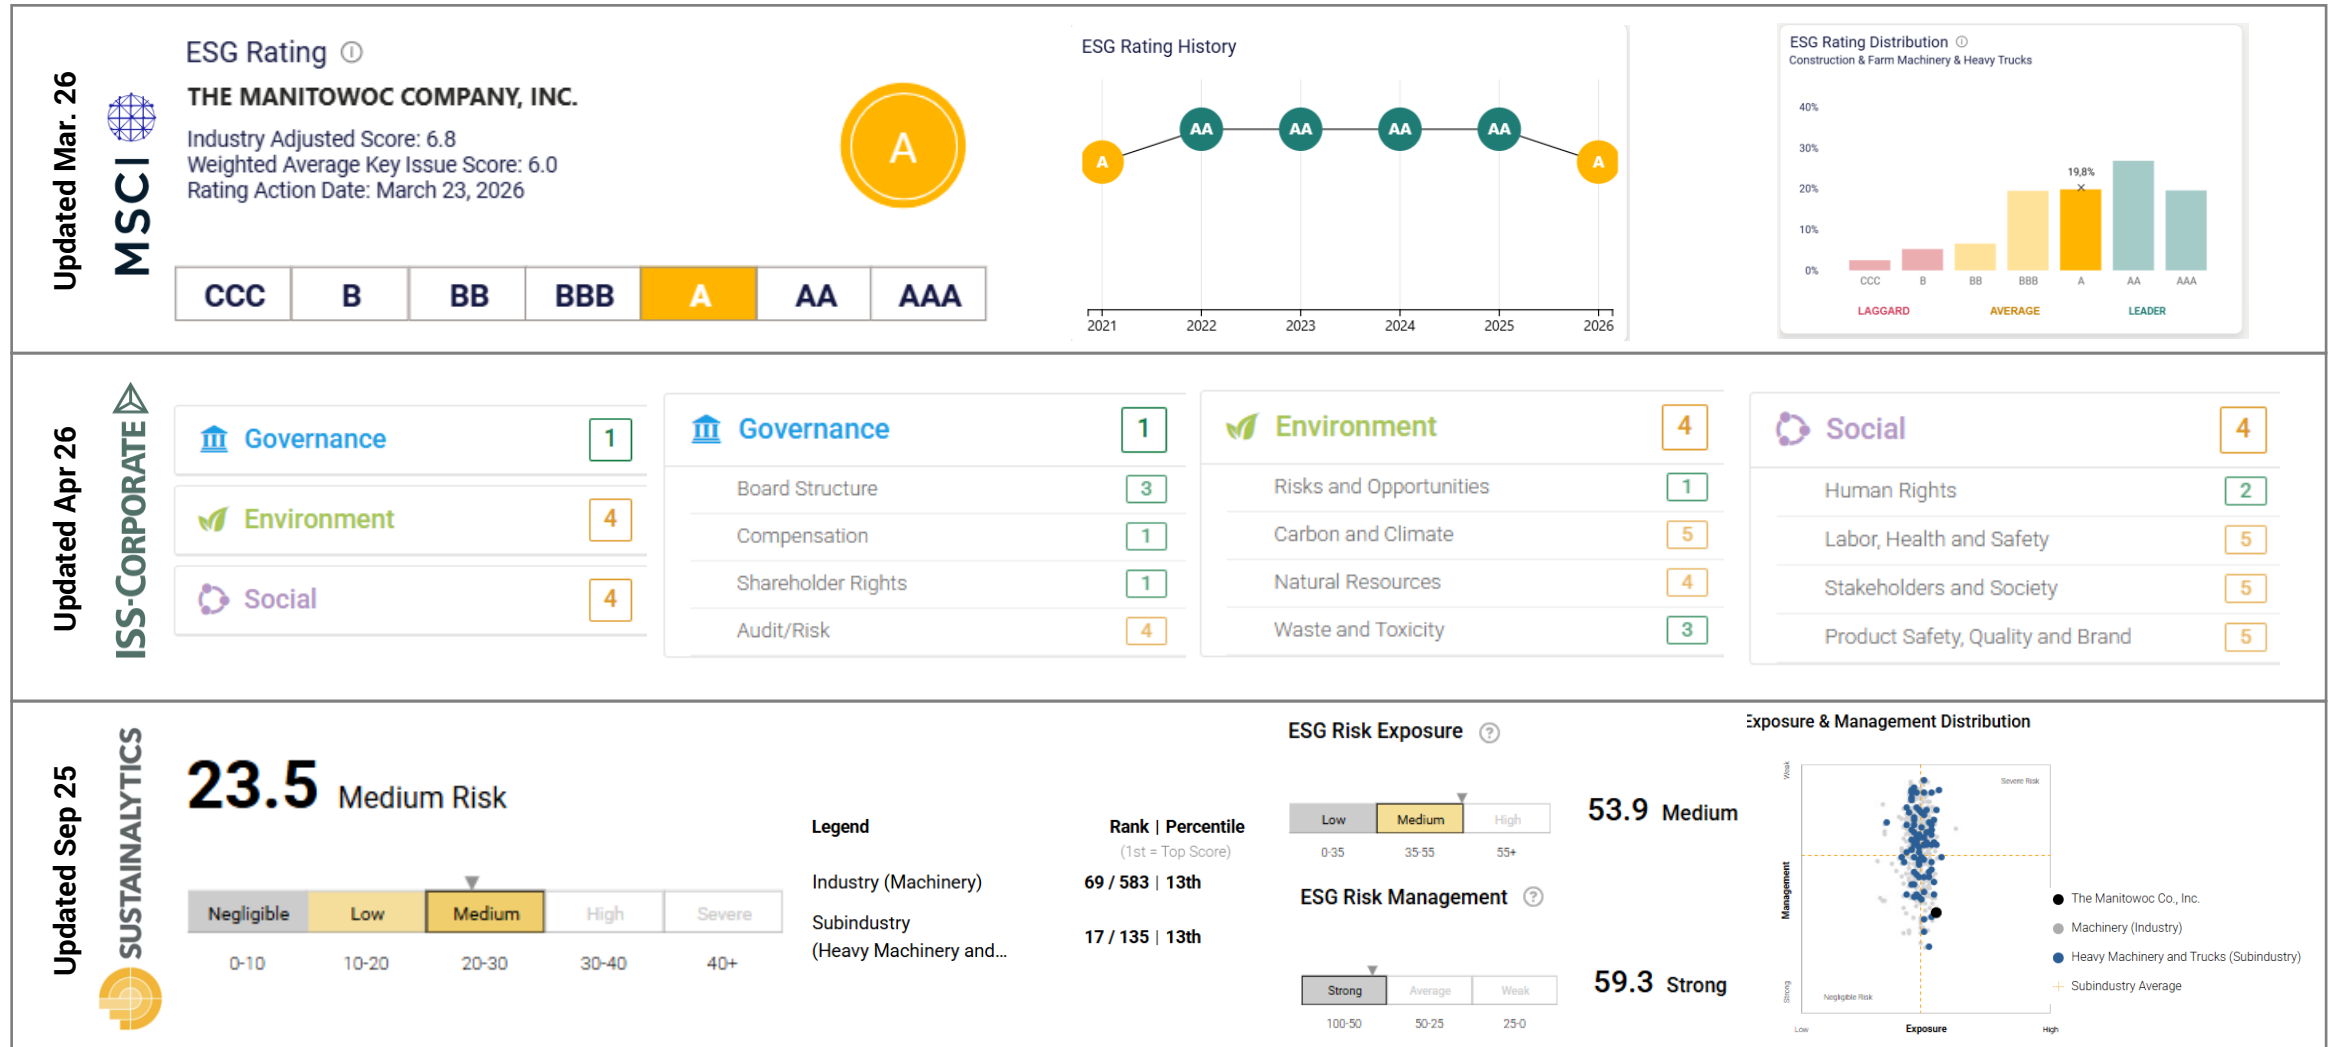 Updated Mar. 26
MSCI
ESG Rating
THE MANITOWOC COMPANY, INC.
Industry Adjusted Score: 6.8
Weighted Average Key Issue Score: 6.0
Rating Action Date: March 23, 2026
A
CCC B BB BBB A AA AAA
ESG Rating History
A AA AA AA AA A
2021 2022 2023 2024 2025 2026
ESG Rating Distribution
Construction & Farm Machinery & Heavy Trucks
40%
30%
20%
10%
0%
19,8%
CCC B BB BBB A AA AAA
LAGGARD AVERAGE LEADER
Updated Apr 26
ISS-CORPORATE
Governance 1
Environment 4
Social 4
Governance 1
Board Structure 3
Compensation 1
Shareholder Rights 1
Audit/Risk 4
Environment 4
Risks and Opportunities 1
Carbon and Climate 5
Natural Resources 4
Waste and Toxicity 3
Social 4
Human Rights 2
Labor, Health and Safety 5
Stakeholders and Society 5
Product Safety, Quality and Brand 5
Updated Sep 25
SUSTAINALYTICS
23.5 Medium Risk
Negligible Low Medium High Severe
0-10 10-20 20-30 30-40 40+
Legend Rank | Percentile
(1st = Top Score)
Industry (Machinery) 69 / 583 | 13th
Subindustry
(Heavy Machinery and... 17 / 135 | 13th
ESG Risk Exposure ?
Low Medium High
0-35 35-55 55+
53.9 Medium
ESG Risk Management ?
Strong Average Weak
100-50 50-25 25-0
59.3 Strong
Exposure & Management Distribution
Weak
Management
Strong
Severe Risk
Negligible Risk
Low Exposure High
The Manitowoc Co., Inc.
Machinery (Industry)
Heavy Machinery and Trucks (Subindustry)
Subindustry Average